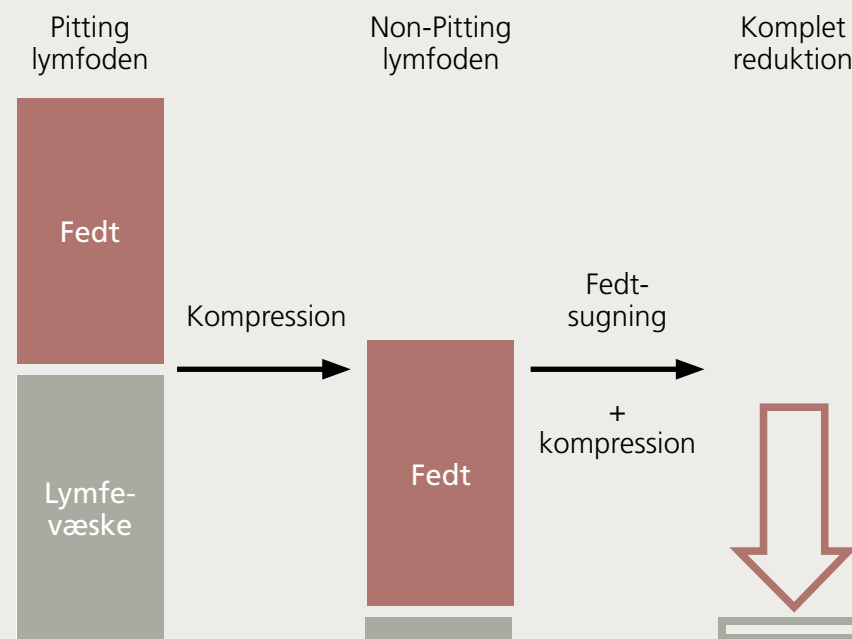 Pitting
lymfoden
Non-Pitting
lymfoden
Komplet
reduktion
Fedt
Kompression
Fedt-
sugning
+
kompression
Fedt
Lymfe-
væske